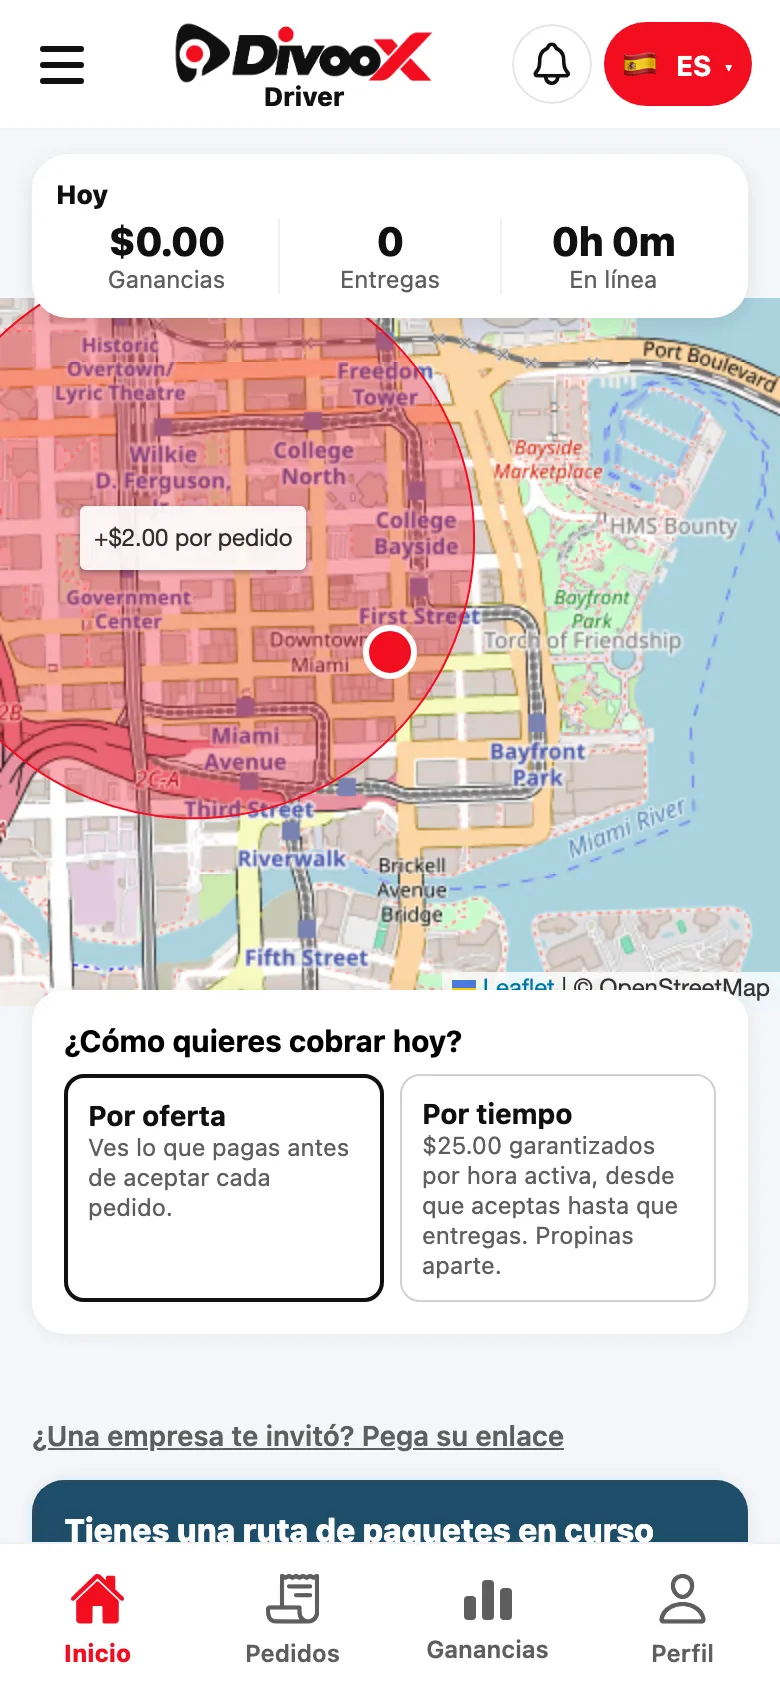 DivooX
Driver
ES
Hoy
$0.00
Ganancias
0
Entregas
0h 0m
En línea
Historic
Overtown/
Lyric Theatre
Freedom
Tower
Port Boulevard
Wilkie
D. Ferguson,
College
North
Bayside
Marketplace
College
Bayside
HMS Bounty
+$2.00 por pedido
Government
Center
First Street
Bayfront
Park
Torch of Friendship
Downtown
Miami
2B
Miami
Avenue
2C-A
Bayfront
Park
Third Street
Miami River
Riverwalk
Brickell
Avenue
Bridge
Fifth Street
Leaflet | © OpenStreetMap
¿Cómo quieres cobrar hoy?
Por oferta
Ves lo que pagas antes
de aceptar cada
pedido.
Por tiempo
$25.00 garantizados
por hora activa, desde
que aceptas hasta que
entregas. Propinas
aparte.
¿Una empresa te invitó? Pega su enlace
Tienes una ruta de paquetes en curso
Inicio
Pedidos
Ganancias
Perfil